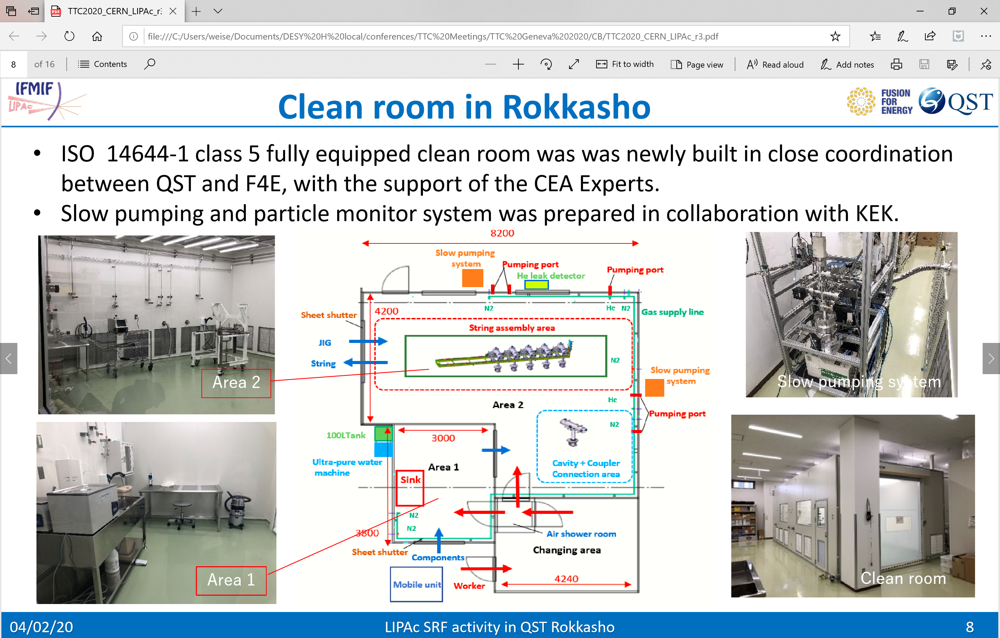 TTC2020_CERN_LIPAc_r3
file:///C:/Users/weise/Documents/DESY%20H%20local/conferences/TTC%20Meetings/TTC%20Geneva%202020/CB/TTC2020_CERN_LIPAc_r3.pdf
8 of 16 Contents Fit to width Page view Read aloud Add notes
IFMIF
LIPAc
Clean room in Rokkasho
FUSION
FOR
ENERGY
QST
• ISO 14644-1 class 5 fully equipped clean room was was newly built in close coordination
between QST and F4E, with the support of the CEA Experts.
• Slow pumping and particle monitor system was prepared in collaboration with KEK.
Area 2
Area 1
8200
Slow pumping
system
Pumping port
He leak detector
Pumping port
4200
N2
He
N2
Gas supply line
Sheet shutter
String assembly area
JIG
String
N2
Slow pumping
system
Area 2
He
Pumping port
N2
100LTank
3000
Ultra-pure water
machine
Area 1
Cavity + Coupler
Connection area
Sink
N2
N2
3800
Air shower room
Sheet shutter
Components
Changing area
Mobile unit
Worker
4240
Slow pumping system
Clean room
04/02/20
LIPAc SRF activity in QST Rokkasho
8